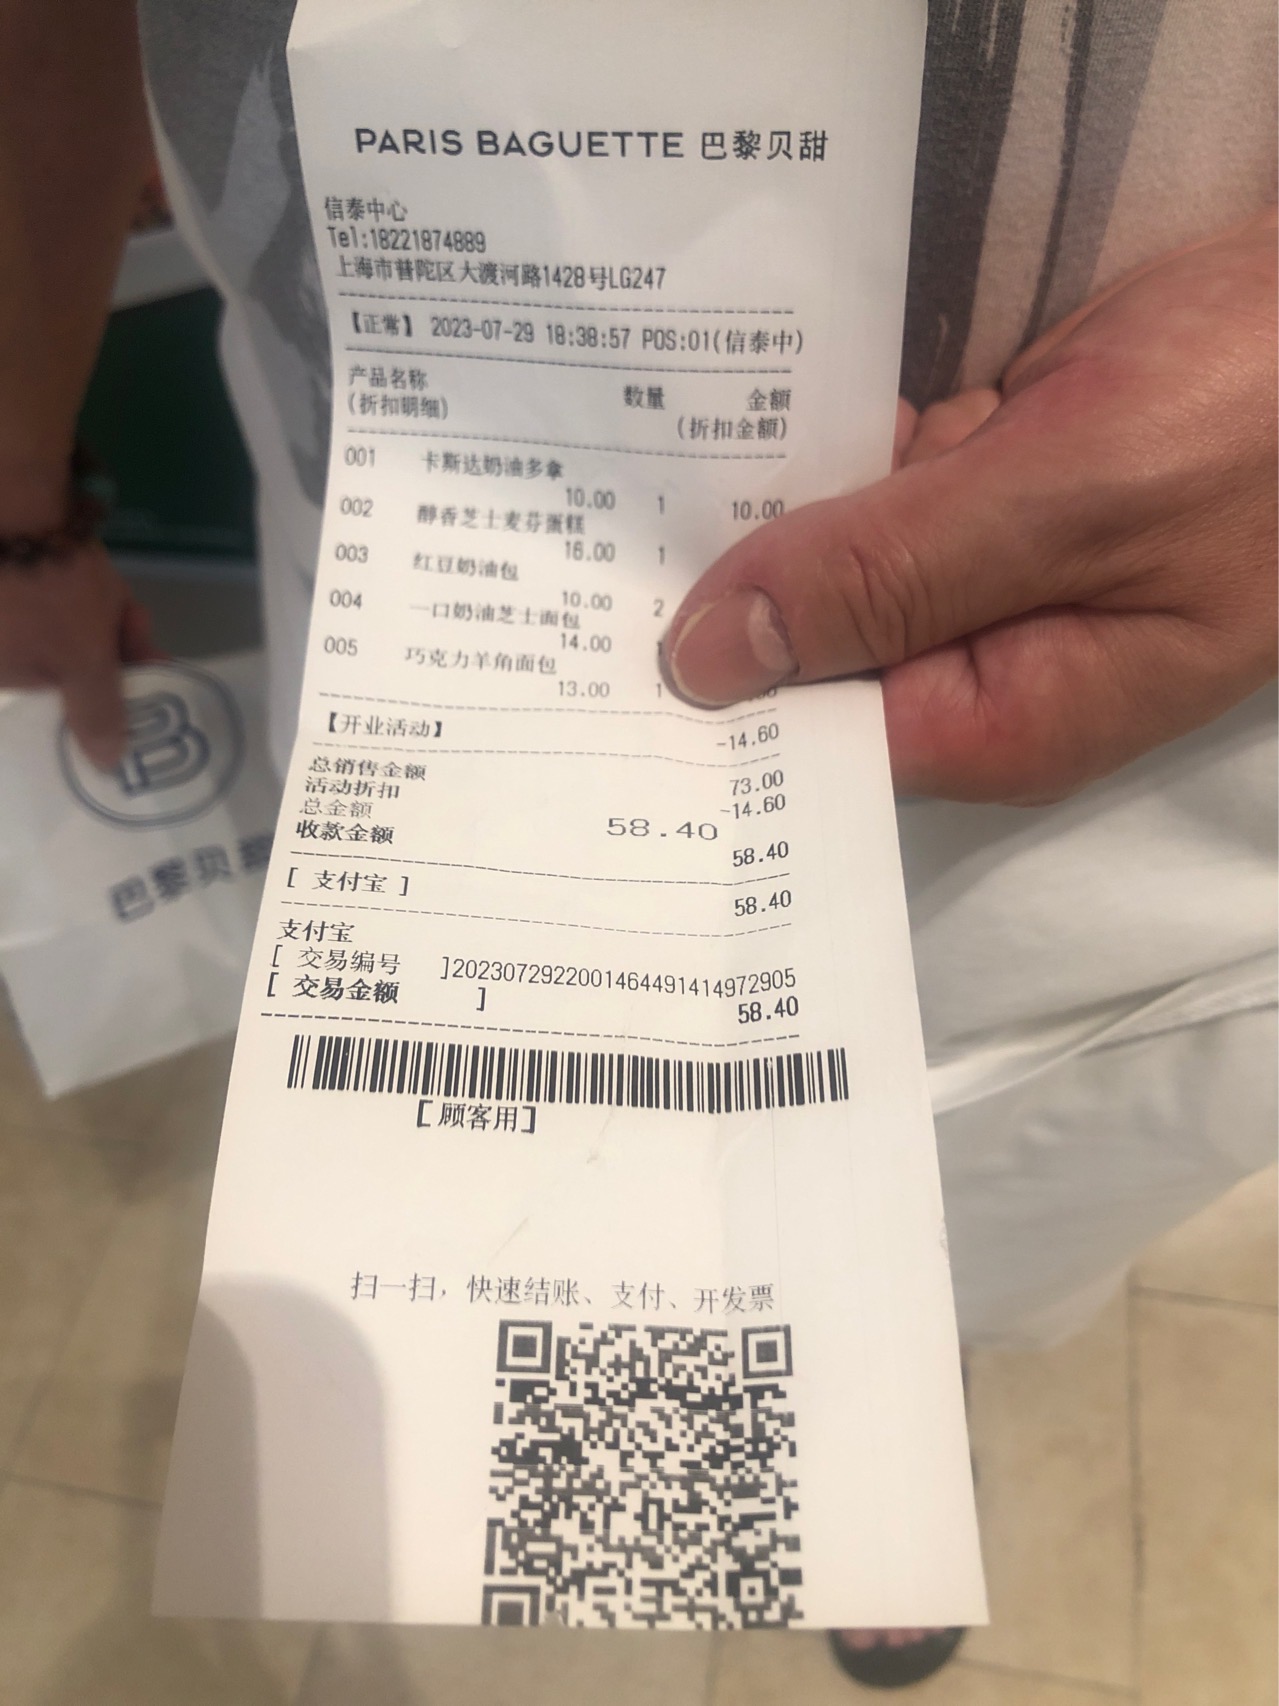 PARIS BAGUETTE 巴黎贝甜
信泰中心
Tel:18221874889
上海市普陀区大渡河路1428号LG247
【正常】 2023-07-29 18:38:57 POS:01(信泰中)
产品名称 数量 金额
(折扣明细) (折扣金额)
001 卡斯达奶油多拿
10.00 1 10.00
002 醇香芝士麦芬蛋糕
16.00 1
003 红豆奶油包
10.00 2
004 一口奶油芝士面包
14.00
005 巧克力羊角面包
13.00 1
【开业活动】 -14.60
总销售金额 73.00
活动折扣 -14.60
总金额 58.40
收款金额 58.40
[ 支付宝 ] 58.40
支付宝
[ 交易编号 ]2023072922001464491414972905
[ 交易金额 ] 58.40
[顾客用]
扫一扫，快速结账、支付、开发票
B
巴黎贝